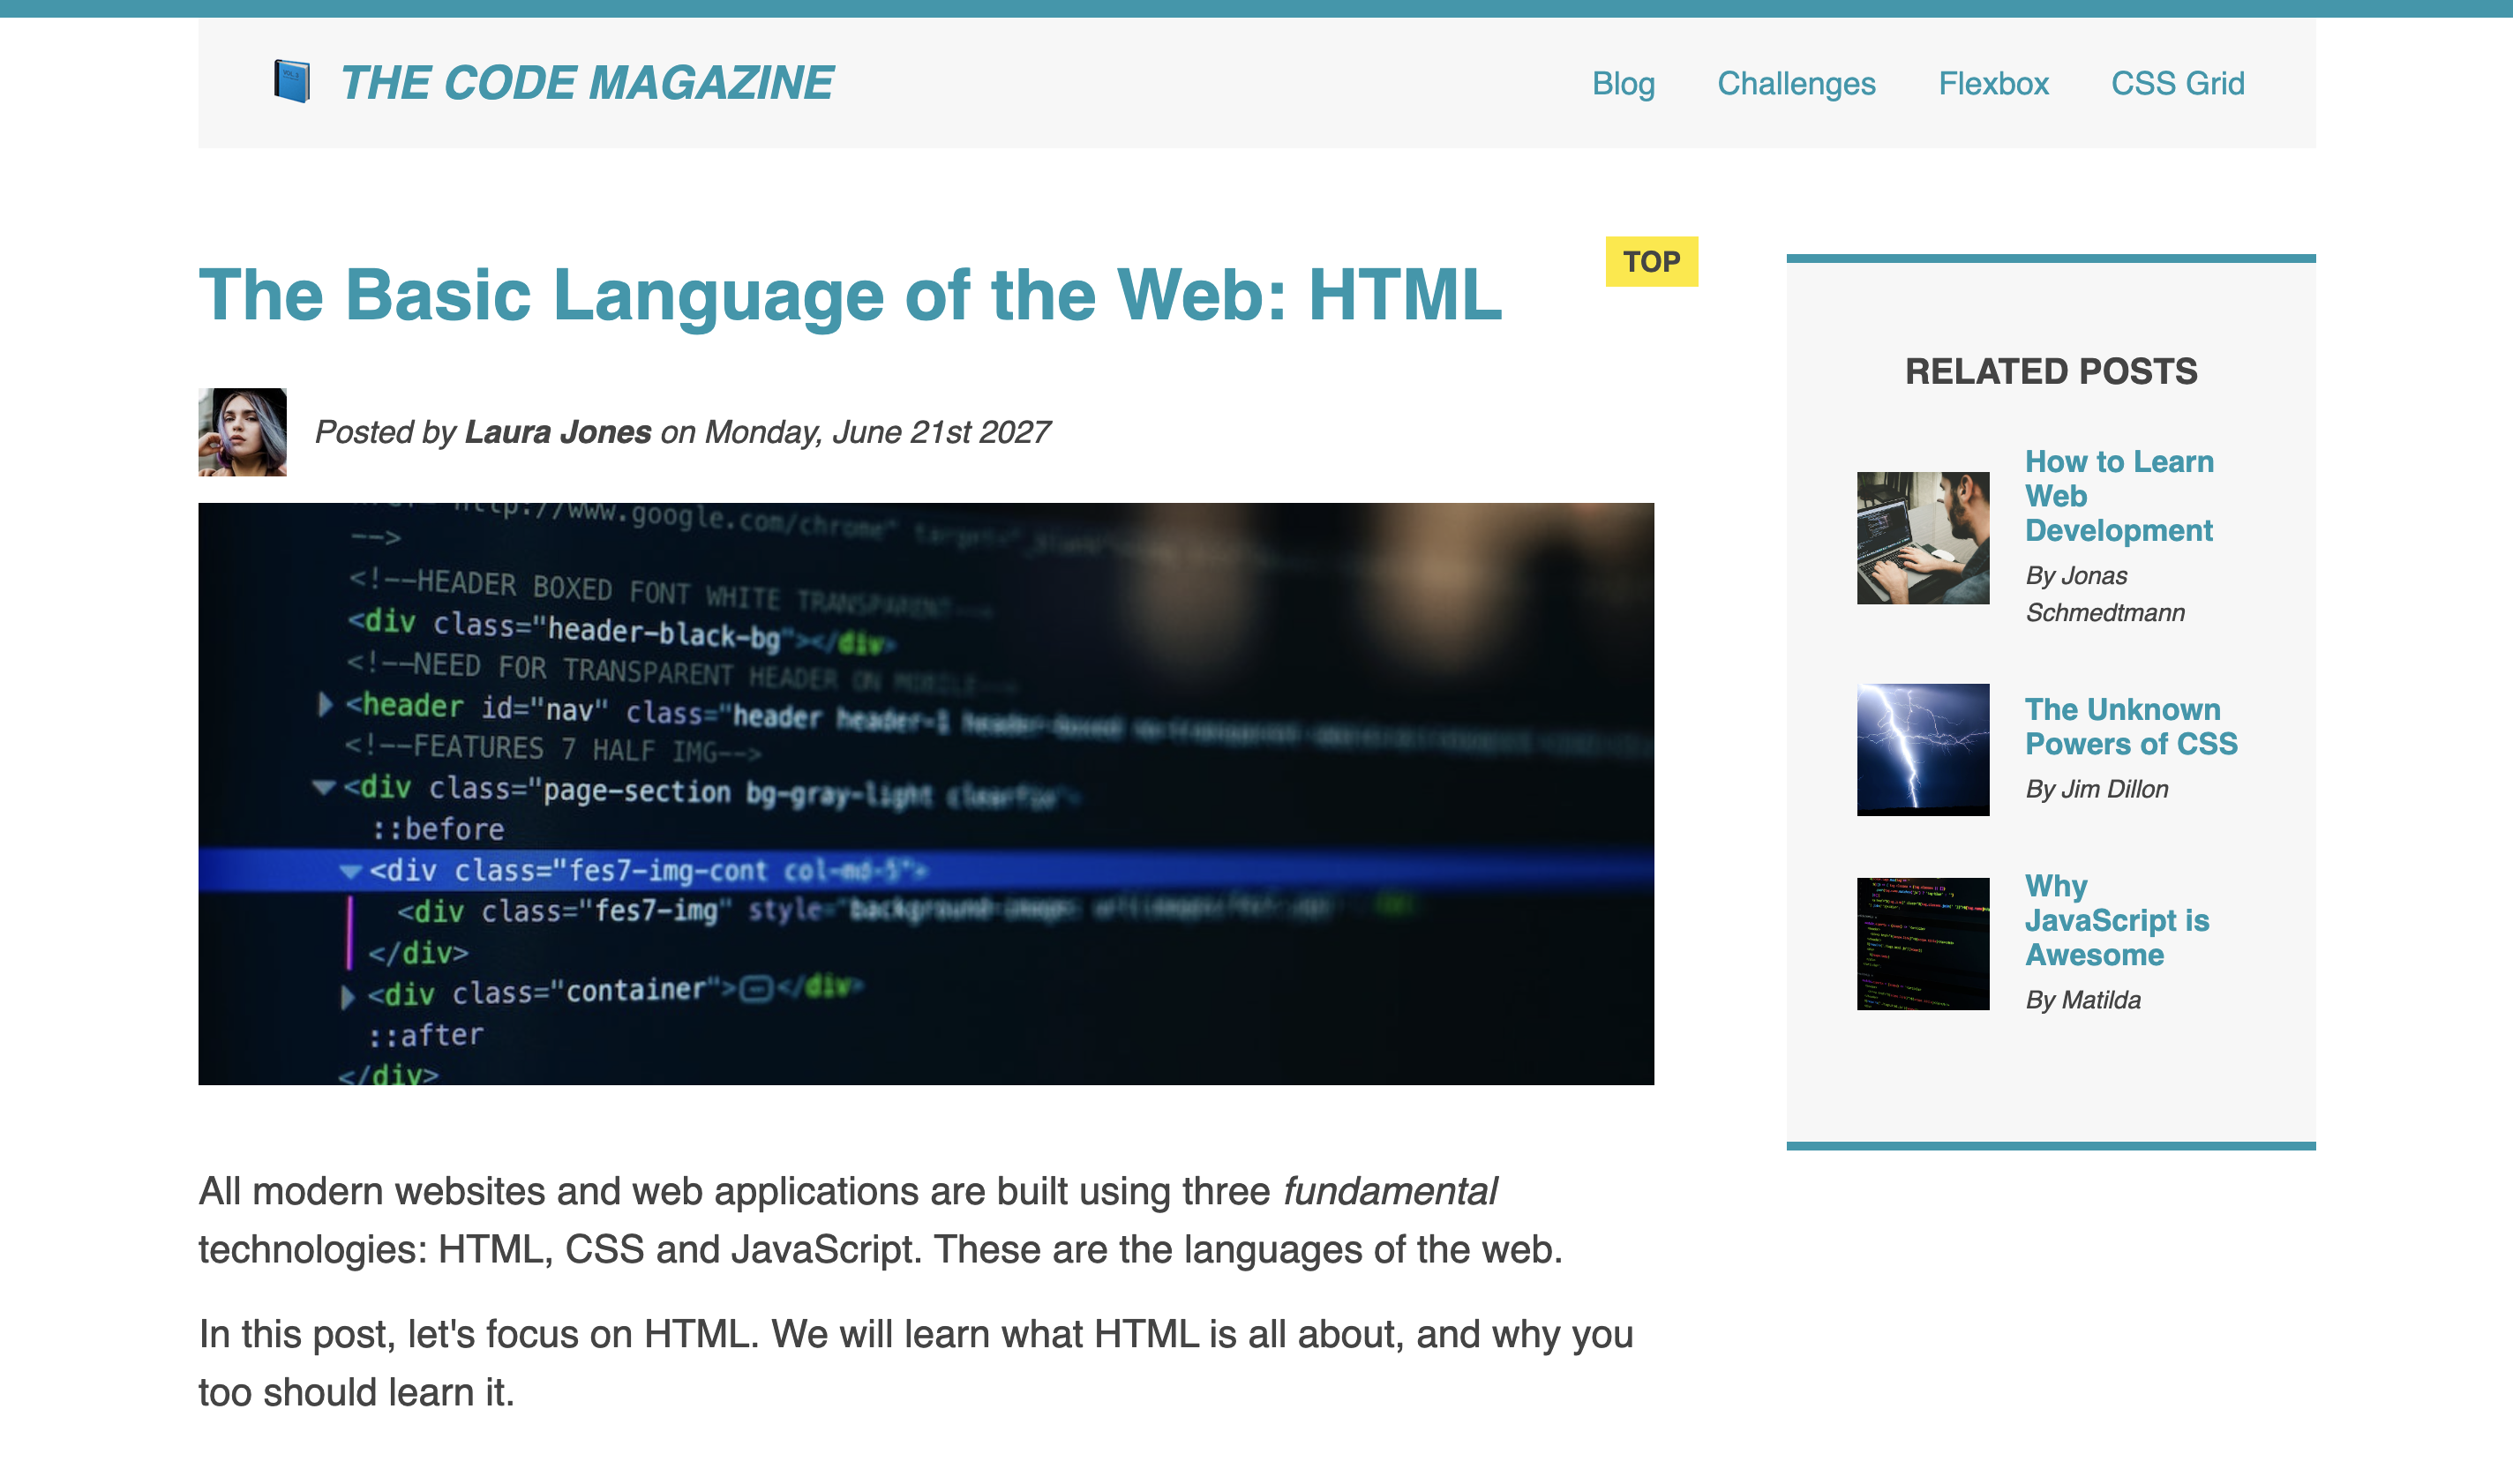 THE CODE MAGAZINE
Blog Challenges Flexbox CSS Grid
The Basic Language of the Web: HTML
TOP
Posted by Laura Jones on Monday, June 21st 2027
http://www.google.com/chrome"
-->
<!--HEADER BOXED FONT WHITE TRANSPARENT-->
<div class="header-black-bg"></div>
<!--NEED FOR TRANSPARENT HEADER ON MOBILE-->
<header id="nav" class="header header-1 header-boxed
<!--FEATURES 7 HALF IMG-->
<div class="page-section bg-gray-light clearfix">
::before
<div class="fes7-img-cont col-md-5">
<div class="fes7-img" style="background-image:
</div>
<div class="container"></div>
::after
</div>
All modern websites and web applications are built using three fundamental
technologies: HTML, CSS and JavaScript. These are the languages of the web.
In this post, let's focus on HTML. We will learn what HTML is all about, and why you
too should learn it.
RELATED POSTS
How to Learn
Web
Development
By Jonas
Schmedtmann
The Unknown
Powers of CSS
By Jim Dillon
Why
JavaScript is
Awesome
By Matilda